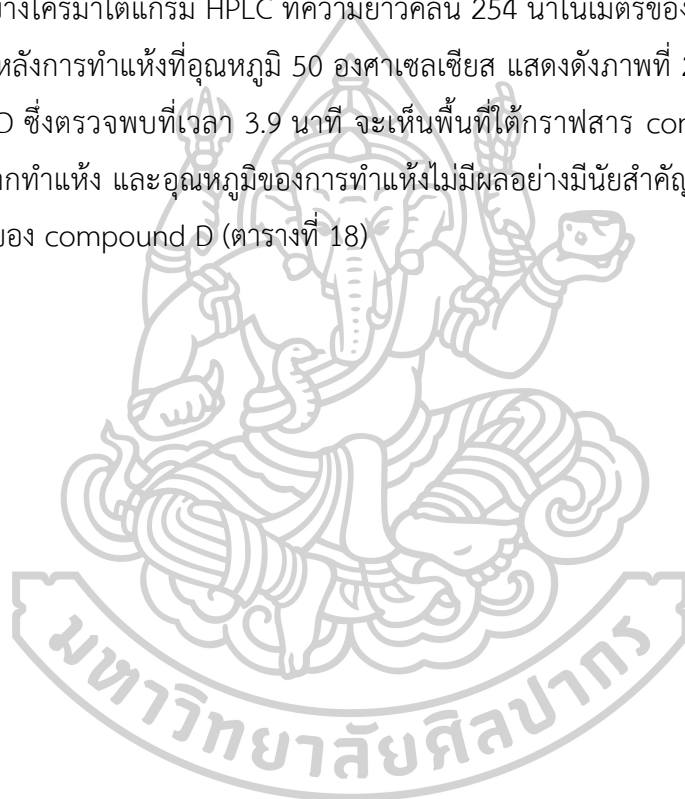 างโครมาโตแกรม HPLC ที่ความยาวคลื่น 254 นาโนเมตรของ
หลังการทำแห้งที่อุณหภูมิ 50 องศาเซลเซียส แสดงดังภาพที่
D ซึ่งตรวจพบที่เวลา 3.9 นาที จะเห็นพื้นที่ใต้กราฟสาร
ทำแห้ง และอุณหภูมิของการทำแห้งไม่มีผลอย่างมีนัยสำคัญ
ของ compound D (ตารางที่ 18)
มหาวิทยาลัยศิลปากร